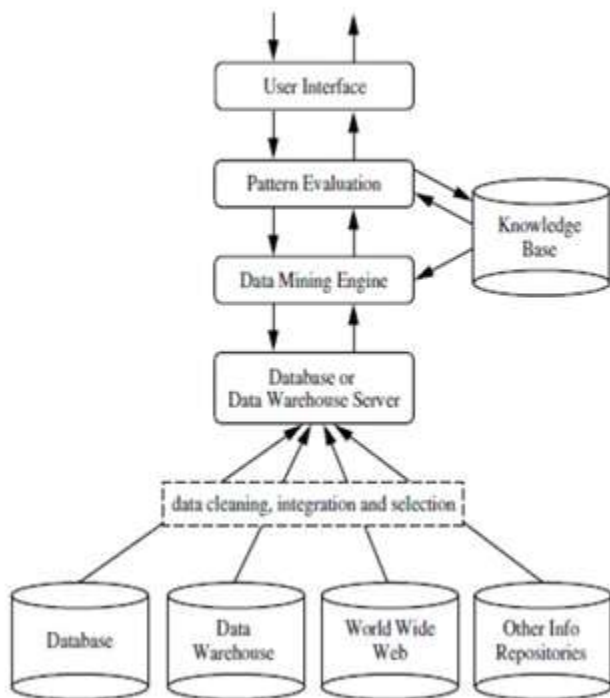 User Interface
Pattern Evaluation
Knowledge
Base
Data Mining Engine
Database or
Data Warehouse Server
data cleaning, integration and selection
Database
Data
Warehouse
World Wide
Web
Other Info
Repositories